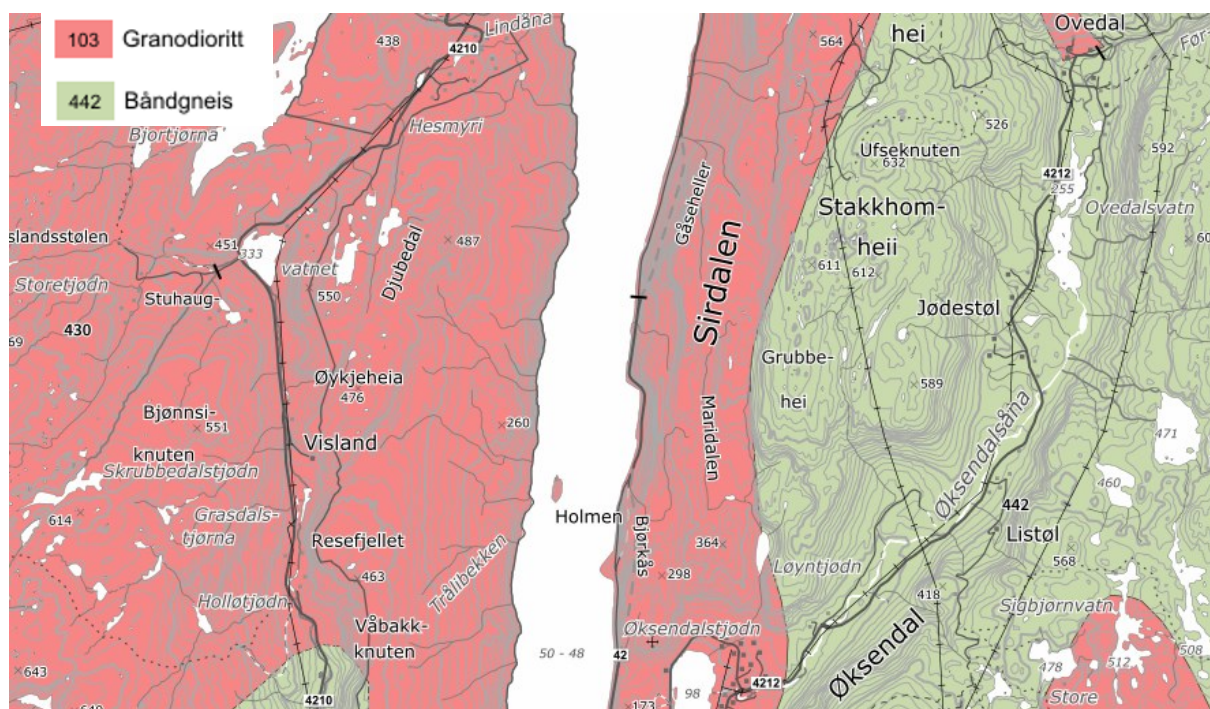 103 Granodioritt
442 Båndgneis
Lindåna
4210
438
Hesmyri
Bjortjørna
564
hei
Ovedal
Før-
526
Ufseknuten
632
592
4212
255
Ovedalsvatn
Stakkhom-
heii
611
612
60
Gåseheller
Sirdalen
slandsstølen
451
333
vatnet
487
Djubedal
Storetjødn
Stuhaug-
550
430
69
Jødestøl
Grubbe-
hei
589
Øykjeheia
476
Maridalen
Bjønnsi-
knuten
551
260
Visland
Skrubbedalstjødn
471
460
Øksendalsåna
442
Listøl
614
Grasdals-
tjørna
Holmen
Bjørkås
Resefjellet
364
463
298
Trålibekken
Løyntjødn
568
418
Holløtjødn
Sigbjørnvatn
Våbakk-
knuten
Øksendalstjødn
50 - 48
42
Øksendal
643
508
512
478
98
4212
Store
4210
173